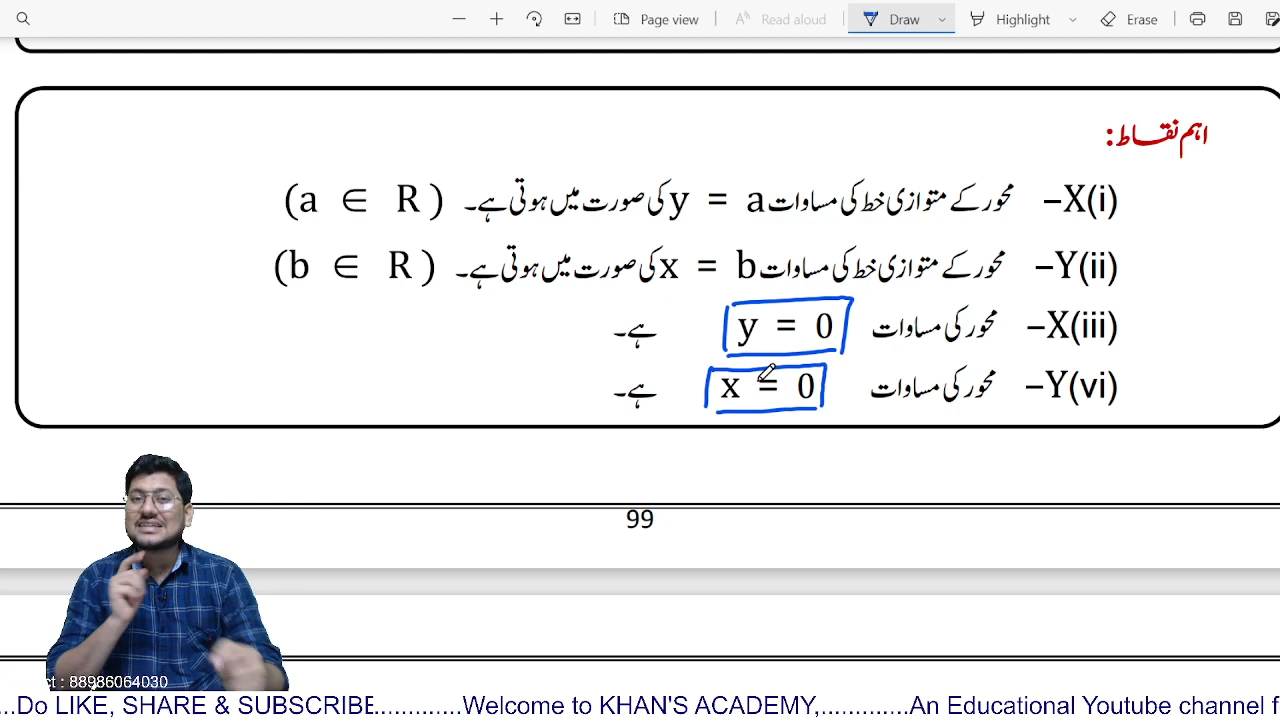 Page view
Read aloud
Draw
Highlight
Erase
اہم نقاط:
(i)X– محور کے متوازی خط کی مساوات y = a کی صورت میں ہوتی ہے۔ (a ∈ R)
(ii)Y– محور کے متوازی خط کی مساوات x = b کی صورت میں ہوتی ہے۔ (b ∈ R)
(iii)X– محور کی مساوات y = 0 ہے۔
(vi)Y– محور کی مساوات x = 0 ہے۔
99
ct : 88986064030
...Do LIKE, SHARE & SUBSCRIBE.............Welcome to KHAN'S ACADEMY,.............An Educational Youtube channel f